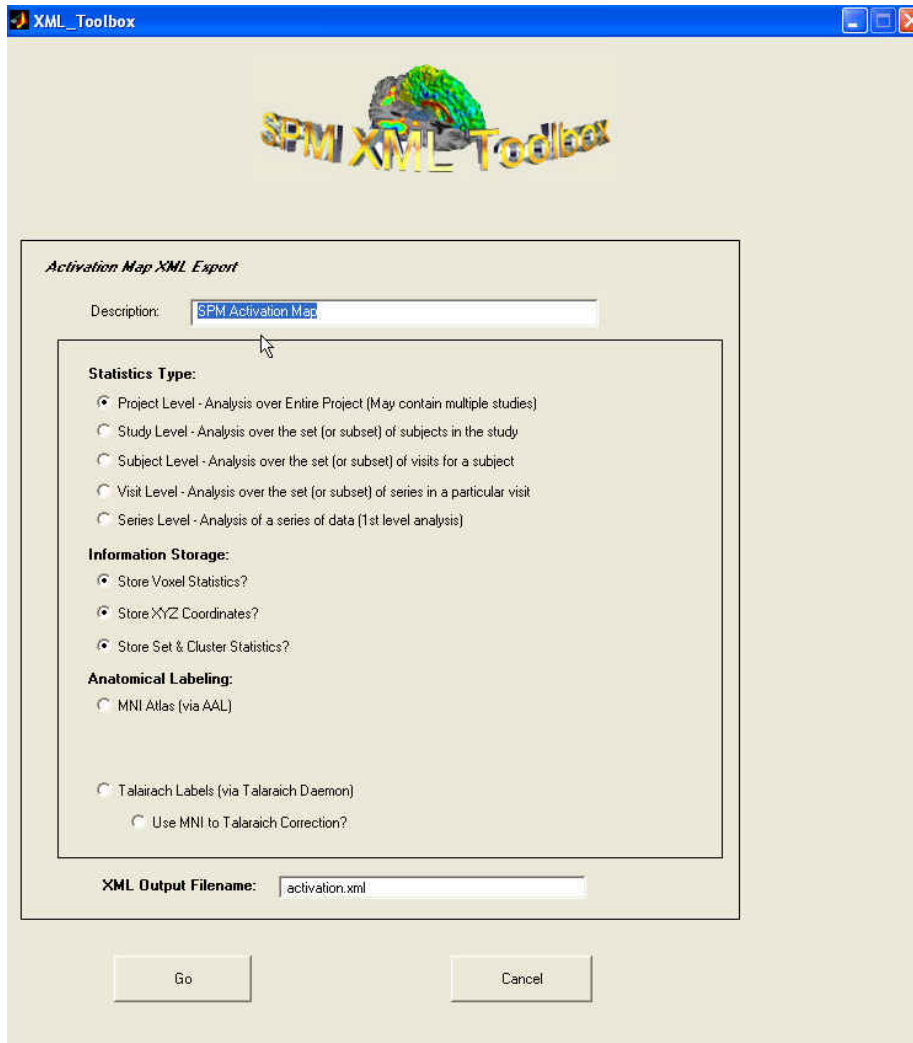 XML_Toolbox
SPM XML Toolbox
Activation Map XML Export
Description: SPM Activation Map
Statistics Type:
Project Level - Analysis over Entire Project (May contain multiple studies)
Study Level - Analysis over the set (or subset) of subjects in the study
Subject Level - Analysis over the set (or subset) of visits for a subject
Visit Level - Analysis over the set (or subset) of series in a particular visit
Series Level - Analysis of a series of data (1st level analysis)
Information Storage:
Store Voxel Statistics?
Store XYZ Coordinates?
Store Set & Cluster Statistics?
Anatomical Labeling:
MNI Atlas (via AAL)
Talairach Labels (via Talaraich Daemon)
Use MNI to Talaraich Correction?
XML Output Filename: activation.xml
Go Cancel